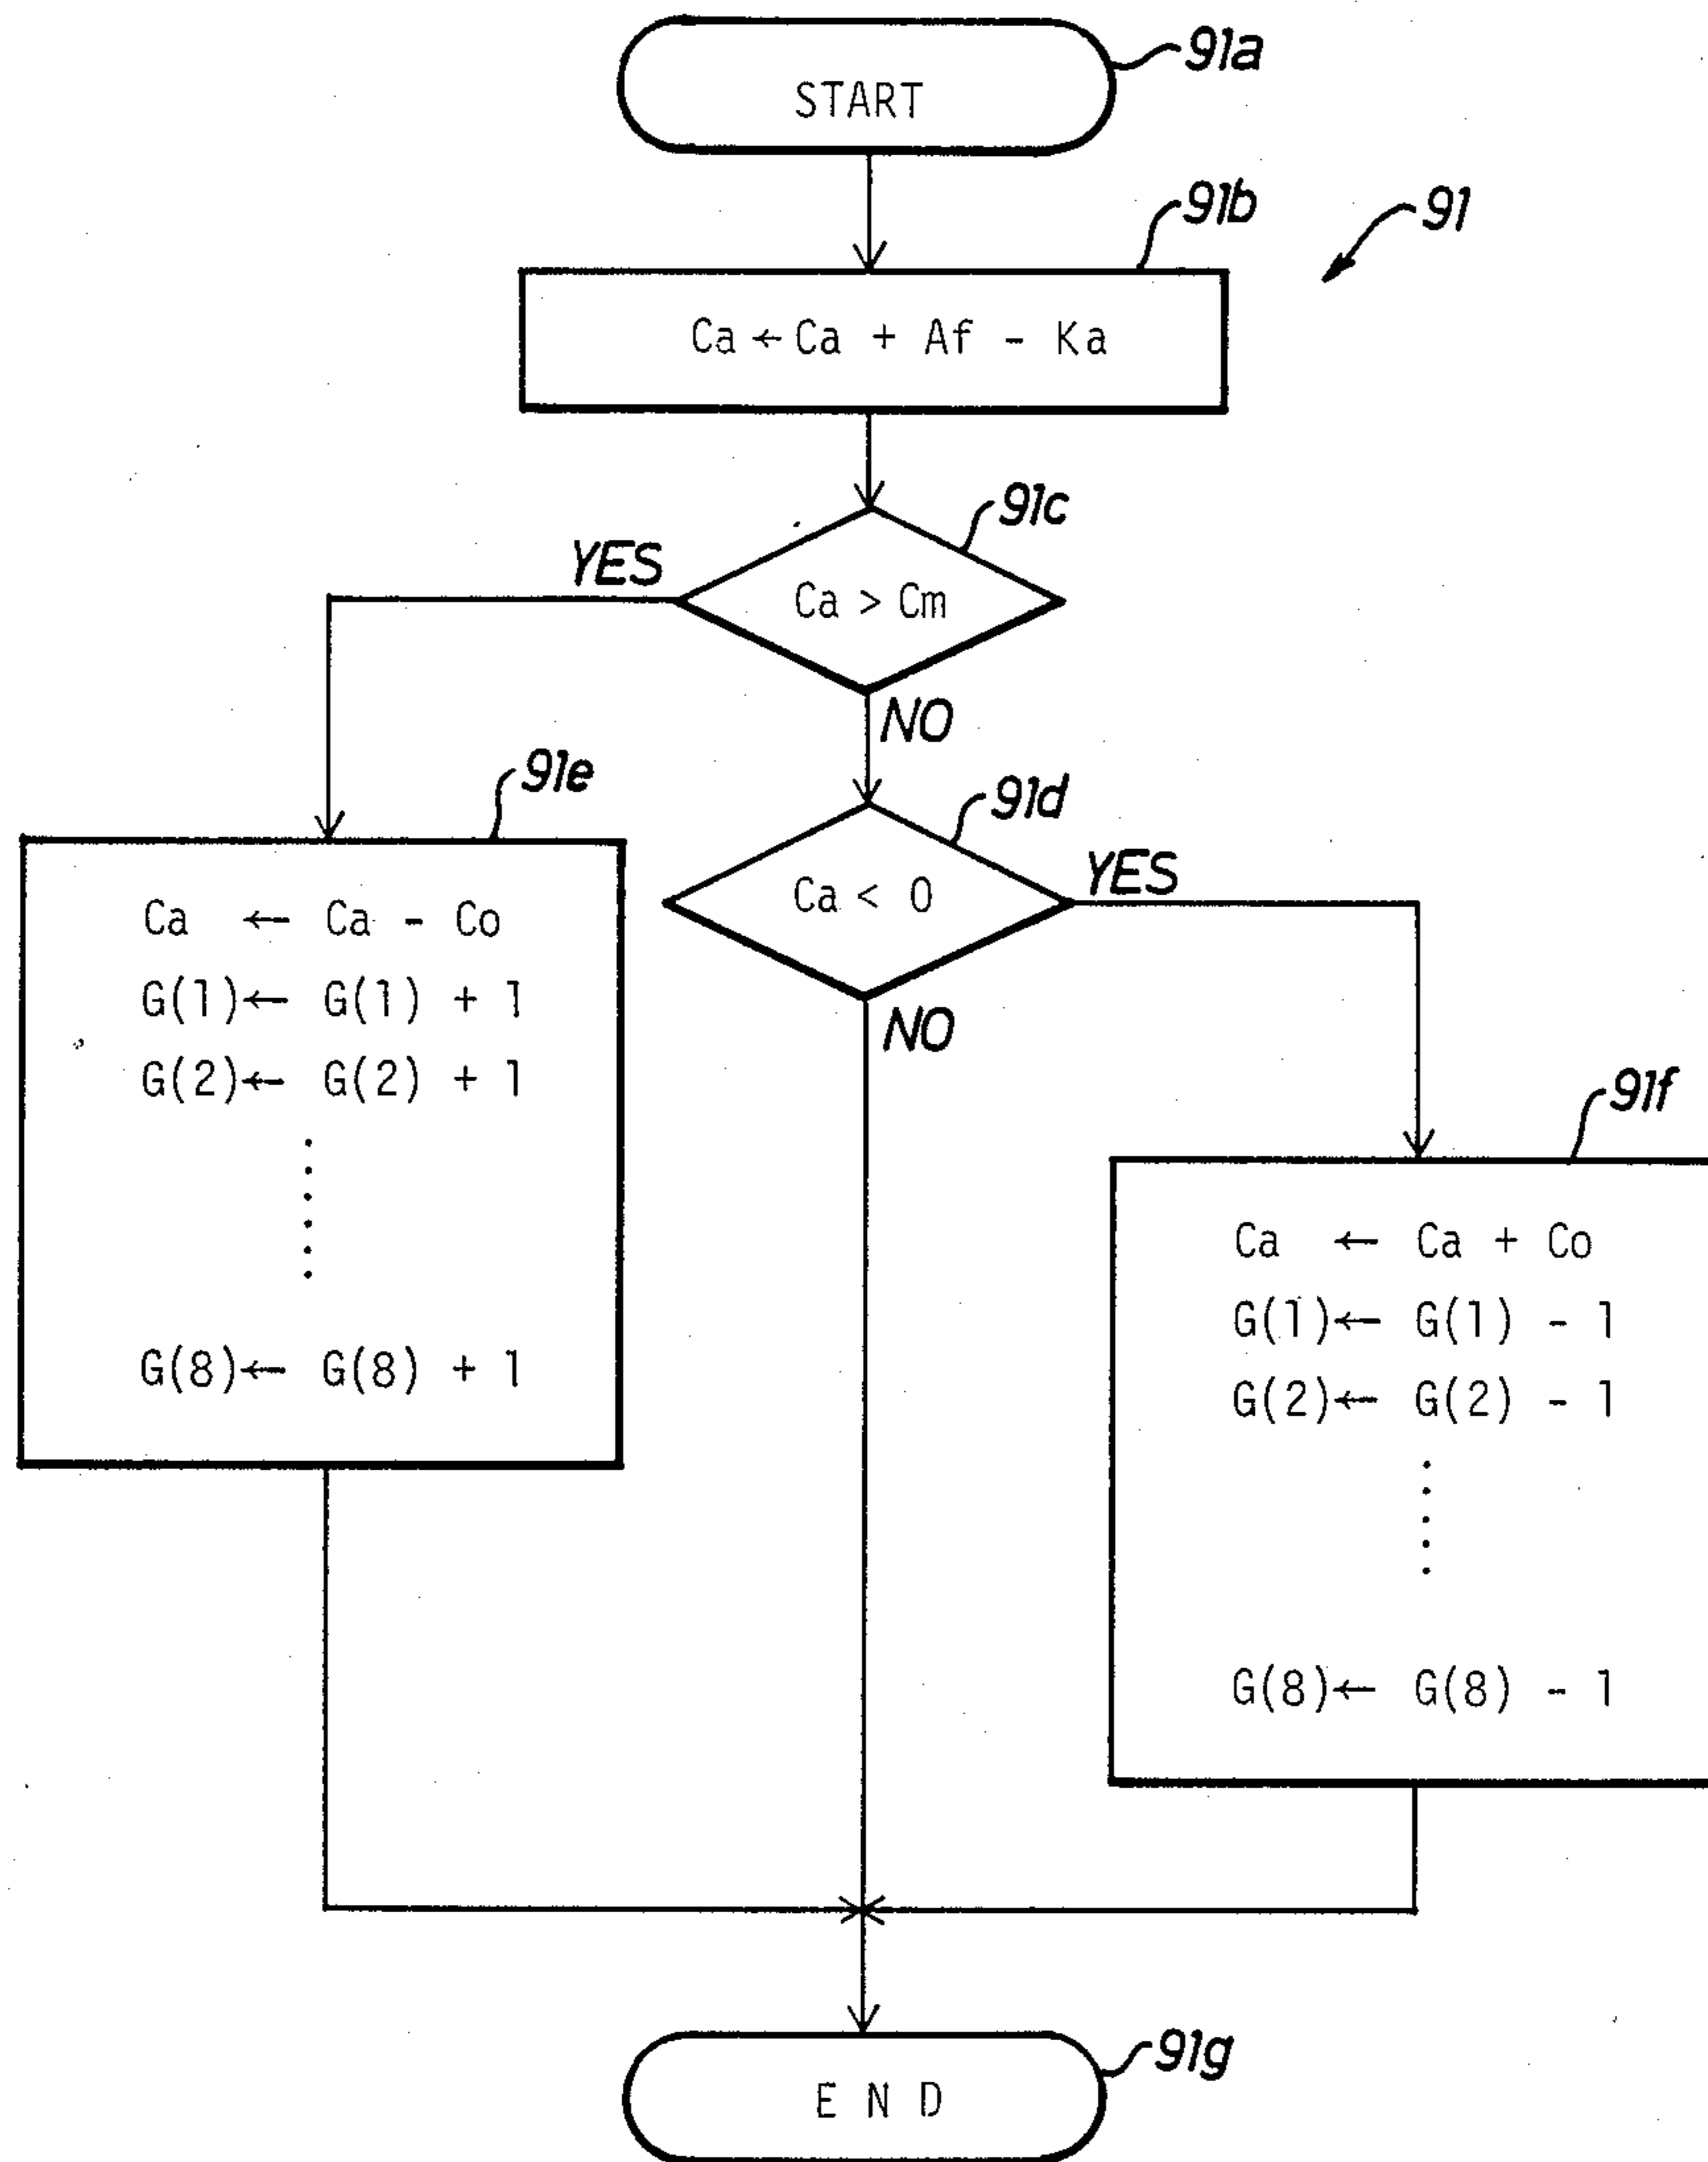 91a
START
91b
91
Ca ← Ca + Af - Ka
91c
YES
Ca > Cm
NO
91e
91d
Ca < 0
YES
NO
Ca ← Ca - Co
G(1) ← G(1) + 1
G(2) ← G(2) + 1
G(8) ← G(8) + 1
91f
Ca ← Ca + Co
G(1) ← G(1) - 1
G(2) ← G(2) - 1
G(8) ← G(8) - 1
91g
E N D